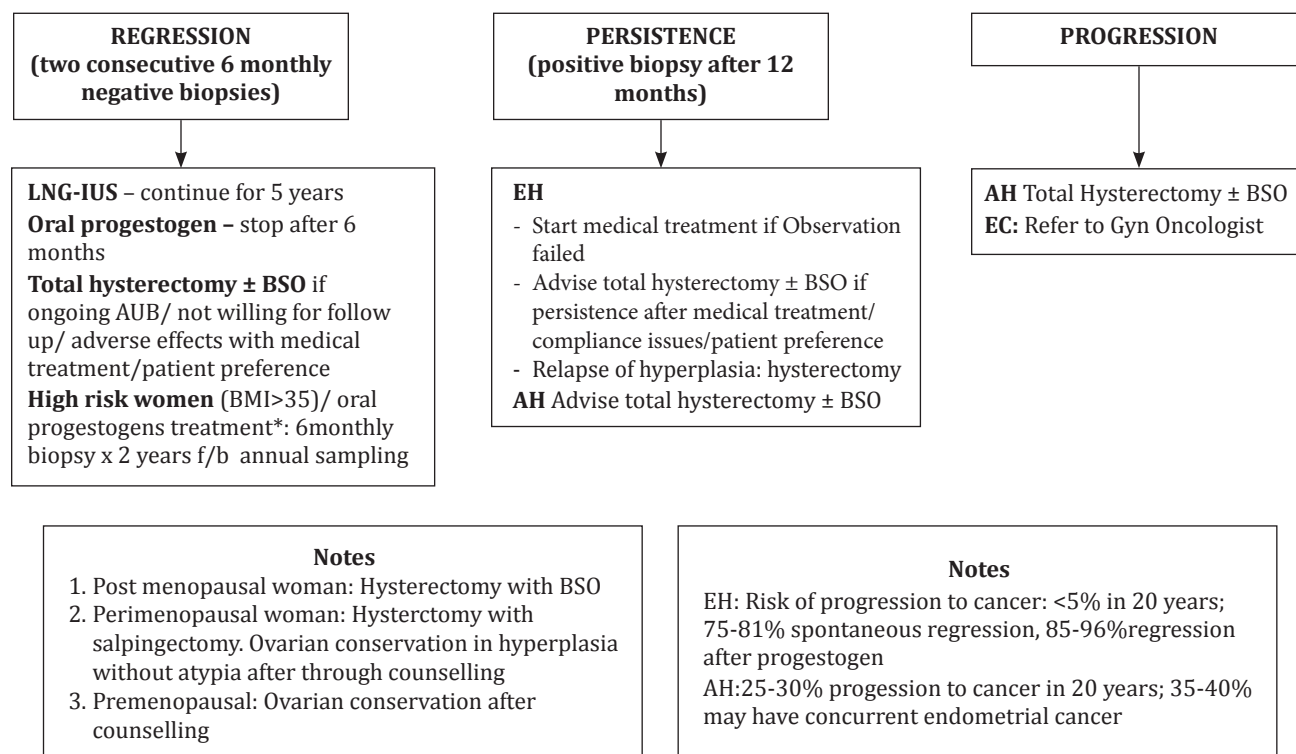 REGRESSION
(two consecutive 6 monthly
negative biopsies)
PERSISTENCE
(positive biopsy after 12
months)
PROGRESSION
LNG-IUS – continue for 5 years
Oral progestogen – stop after 6
months
Total hysterectomy ± BSO if
ongoing AUB/ not willing for follow
up/ adverse effects with medical
treatment/patient preference
High risk women (BMI>35)/ oral
progestogens treatment*: 6monthly
biopsy x 2 years f/b annual sampling
EH
- Start medical treatment if Observation
failed
- Advise total hysterectomy ± BSO if
persistence after medical treatment/
compliance issues/patient preference
- Relapse of hyperplasia: hysterectomy
AH Advise total hysterectomy ± BSO
AH Total Hysterectomy ± BSO
EC: Refer to Gyn Oncologist
Notes
1. Post menopausal woman: Hysterectomy with BSO
2. Perimenopausal woman: Hysterctomy with
salpingectomy. Ovarian conservation in hyperplasia
without atypia after through counselling
3. Premenopausal: Ovarian conservation after
counselling
Notes
EH: Risk of progression to cancer: <5% in 20 years;
75-81% spontaneous regression, 85-96%regression
after progestogen
AH:25-30% progession to cancer in 20 years; 35-40%
may have concurrent endometrial cancer